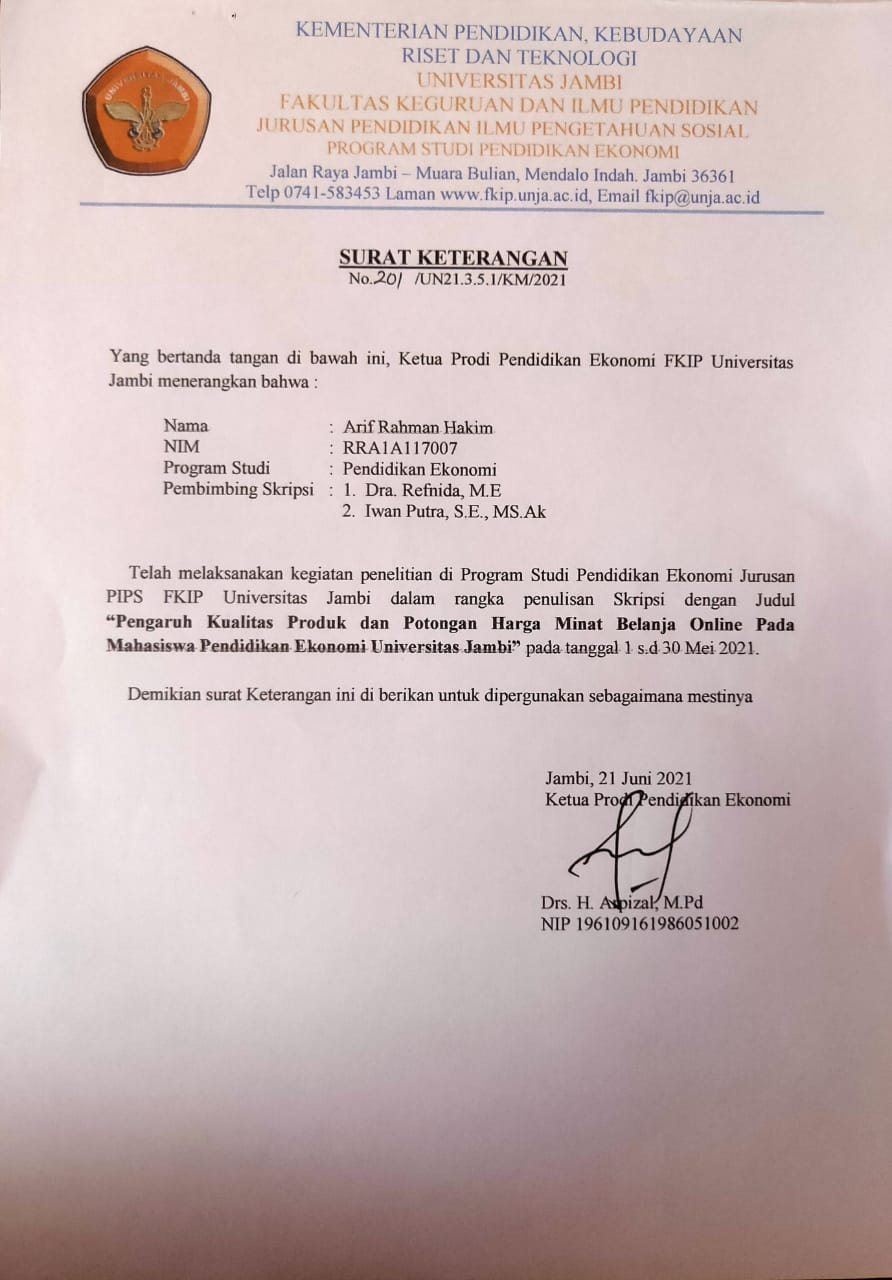 UNIVERSITAS JAMBI
KEMENTERIAN PENDIDIKAN, KEBUDAYAAN
RISET DAN TEKNOLOGI
UNIVERSITAS JAMBI
FAKULTAS KEGURUAN DAN ILMU PENDIDIKAN
JURUSAN PENDIDIKAN ILMU PENGETAHUAN SOSIAL
PROGRAM STUDI PENDIDIKAN EKONOMI
Jalan Raya Jambi – Muara Bulian, Mendalo Indah. Jambi 36361
Telp 0741-583453 Laman www.fkip.unja.ac.id, Email fkip@unja.ac.id
SURAT KETERANGAN
No.201 /UN21.3.5.1/KM/2021
Yang bertanda tangan di bawah ini, Ketua Prodi Pendidikan Ekonomi FKIP Universitas
Jambi menerangkan bahwa :
Nama : Arif Rahman Hakim
NIM : RRA1A117007
Program Studi : Pendidikan Ekonomi
Pembimbing Skripsi : 1. Dra. Refnida, M.E
2. Iwan Putra, S.E., MS.Ak
Telah melaksanakan kegiatan penelitian di Program Studi Pendidikan Ekonomi Jurusan
PIPS FKIP Universitas Jambi dalam rangka penulisan Skripsi dengan Judul
“Pengaruh Kualitas Produk dan Potongan Harga Minat Belanja Online Pada
Mahasiswa Pendidikan Ekonomi Universitas Jambi” pada tanggal 1 s.d 30 Mei 2021.
Demikian surat Keterangan ini di berikan untuk dipergunakan sebagaimana mestinya
Jambi, 21 Juni 2021
Ketua Prodi Pendidikan Ekonomi
Drs. H. Arpizal, M.Pd
NIP 196109161986051002